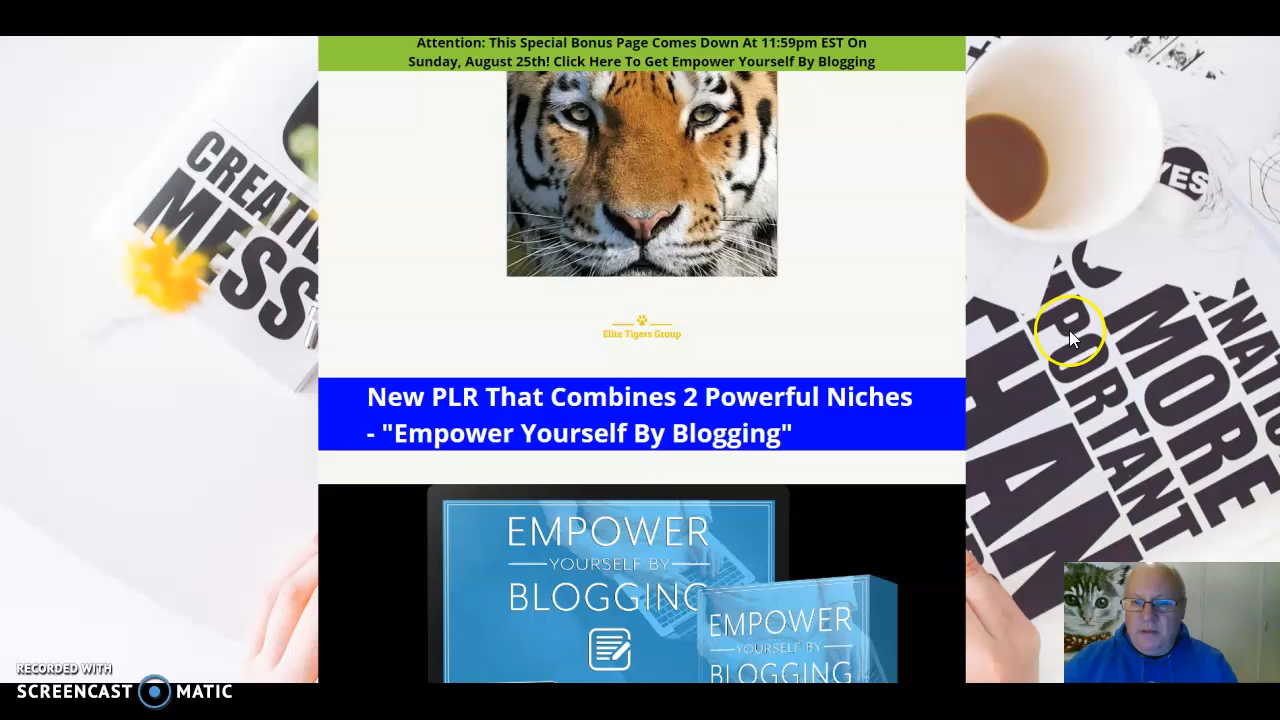 Attention: This Special Bonus Page Comes Down At 11:59pm EST On
Sunday, August 25th! Click Here To Get Empower Yourself By Blogging
CREATIV
MESS
YES
Elite Tigers Group
MORE
New PLR That Combines 2 Powerful Niches
- "Empower Yourself By Blogging"
EMPOWER
YOURSELF BY
BLOGGING
EMPOWER
YOURSELF BY
BLOGGING
RECORDED WITH
SCREENCAST MATIC